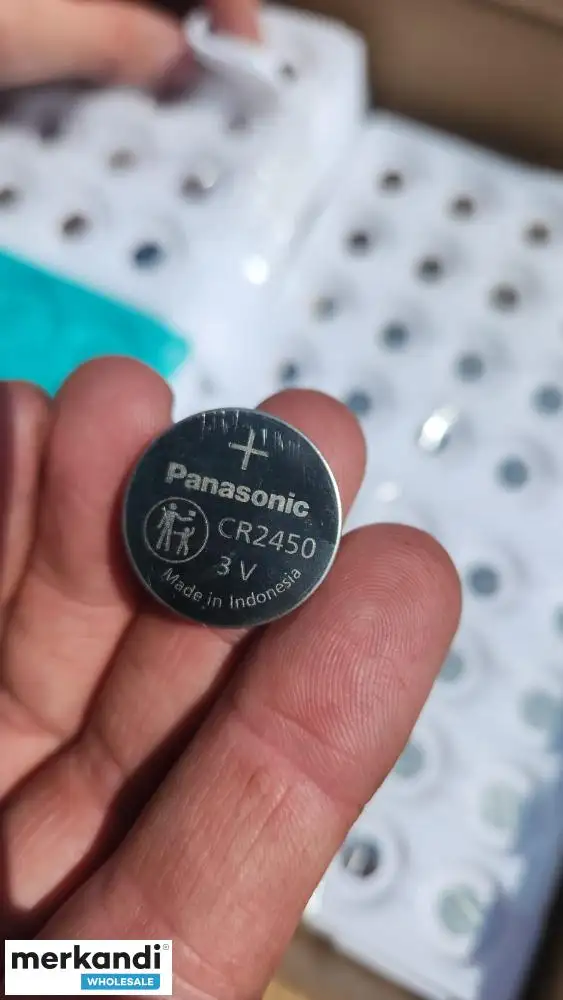 +
Panasonic
CR2450
3 V
Made in Indonesia
merkandi®
WHOLESALE